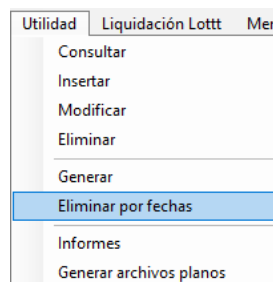 Utilidad Liquidación Lottt
Consultar
Insertar
Modificar
Eliminar
Generar
Eliminar por fechas
Informes
Generar archivos planos